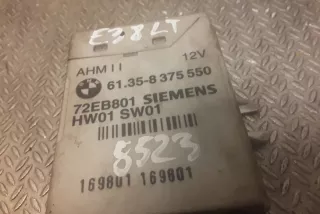 E38 LT
AHM II 12V
61.35-8 375 550
72EB801 SIEMENS
HW01 SW01
8523
169801 169801